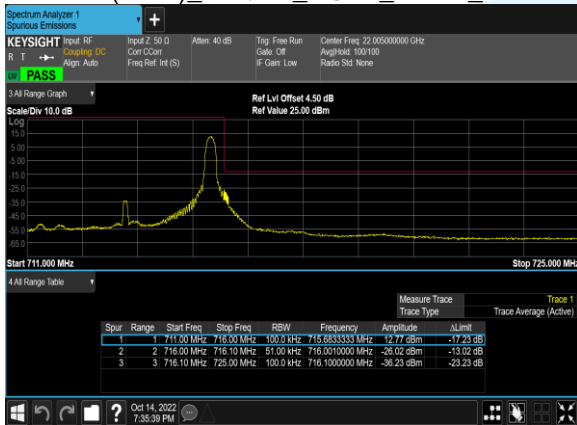 Spectrum Analyzer 1
Spurious Emissions
KEYSIGHT Input: RF Input Z: 50 Ω Atten: 40 dB Trig: Free Run Center Freq: 22.005000000 GHz
R T Coupling: DC Corr CCorr Gate: Off Avg|Hold: 100/100
Align: Auto Freq Ref: Int (S) IF Gain: Low Radio Std: None
PASS
3 All Range Graph
Ref Lvl Offset 4.50 dB
Scale/Div 10.0 dB Ref Value 25.00 dBm
Log
15.0
5.00
-5.00
-15.0
-25.0
-35.0
-45.0
-55.0
-65.0
Start 711.000 MHz Stop 725.000 MHz
4 All Range Table
Measure Trace Trace 1
Trace Type Trace Average (Active)
Spur Range Start Freq Stop Freq RBW Frequency Amplitude ΔLimit
1 1 711.00 MHz 716.00 MHz 100.0 kHz 715.6833333 MHz 12.77 dBm -17.23 dB
2 2 716.00 MHz 716.10 MHz 51.00 kHz 716.0010000 MHz -26.02 dBm -13.02 dB
3 3 716.10 MHz 725.00 MHz 100.0 kHz 716.1000000 MHz -36.23 dBm -23.23 dB
? Oct 14, 2022
7:35:39 PM